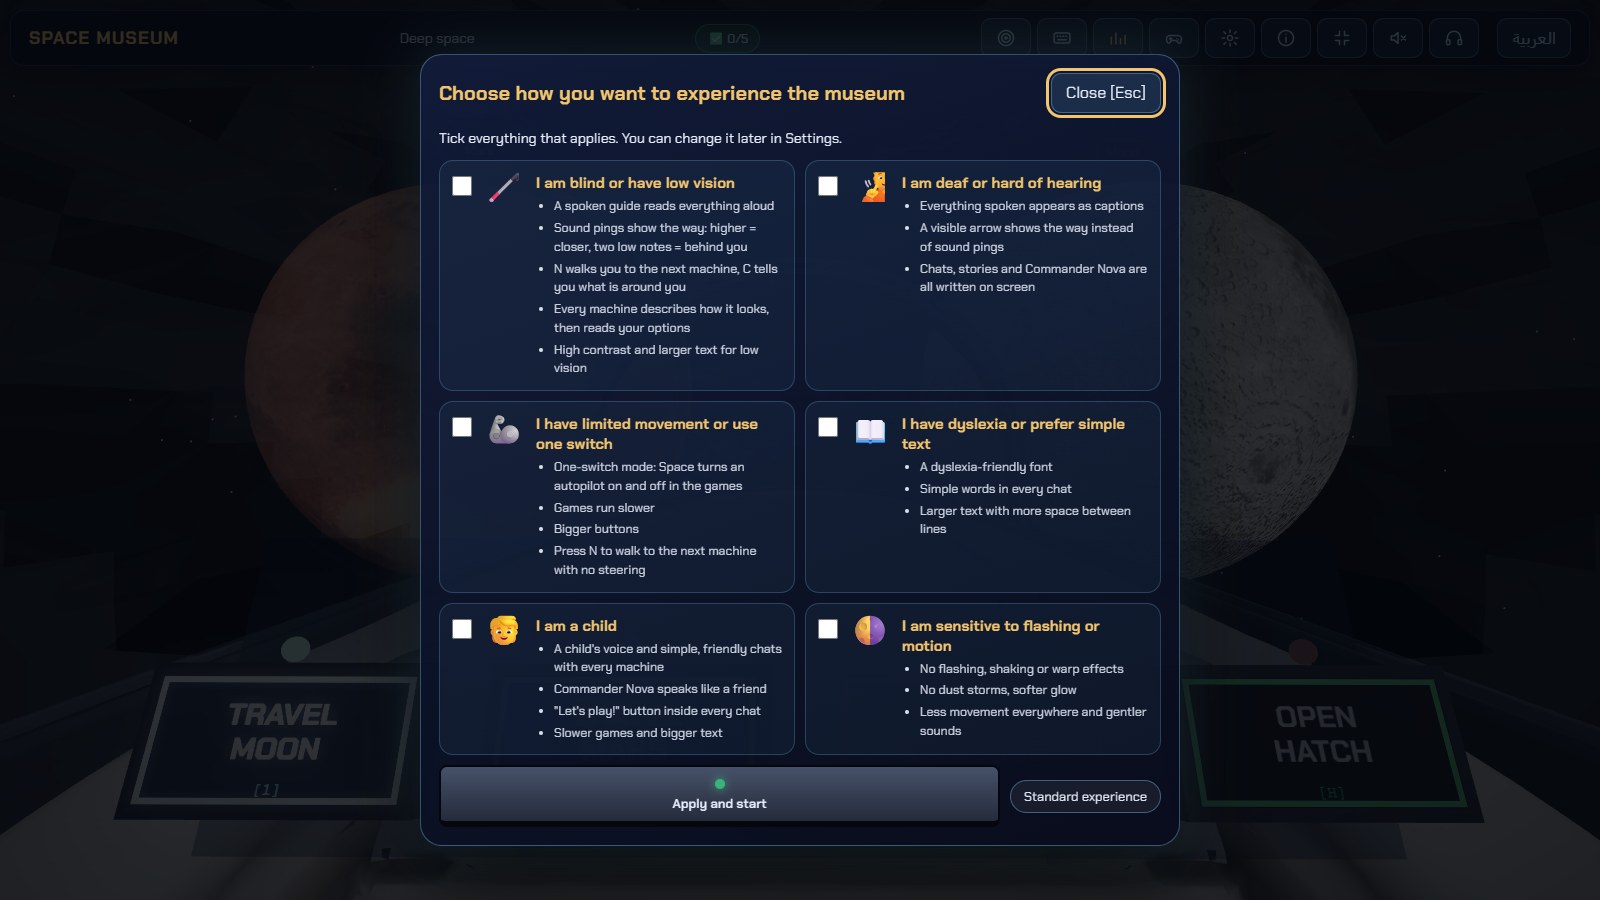 SPACE MUSEUM
Deep space
0/5
العربية
Choose how you want to experience the museum
Close [Esc]
Tick everything that applies. You can change it later in Settings.
I am blind or have low vision
A spoken guide reads everything aloud
Sound pings show the way: higher =
closer, two low notes = behind you
N walks you to the next machine, C tells
you what is around you
Every machine describes how it looks,
then reads your options
High contrast and larger text for low
vision
I am deaf or hard of hearing
Everything spoken appears as captions
A visible arrow shows the way instead
of sound pings
Chats, stories and Commander Nova are
all written on screen
I have limited movement or use
one switch
One-switch mode: Space turns an
autopilot on and off in the games
Games run slower
Bigger buttons
Press N to walk to the next machine
with no steering
I have dyslexia or prefer simple
text
A dyslexia-friendly font
Simple words in every chat
Larger text with more space between
lines
I am a child
A child's voice and simple, friendly chats
with every machine
Commander Nova speaks like a friend
"Let's play!" button inside every chat
Slower games and bigger text
I am sensitive to flashing or
motion
No flashing, shaking or warp effects
No dust storms, softer glow
Less movement everywhere and gentler
sounds
Apply and start
Standard experience
TRAVEL
MOON
[1]
OPEN
HATCH
[H]